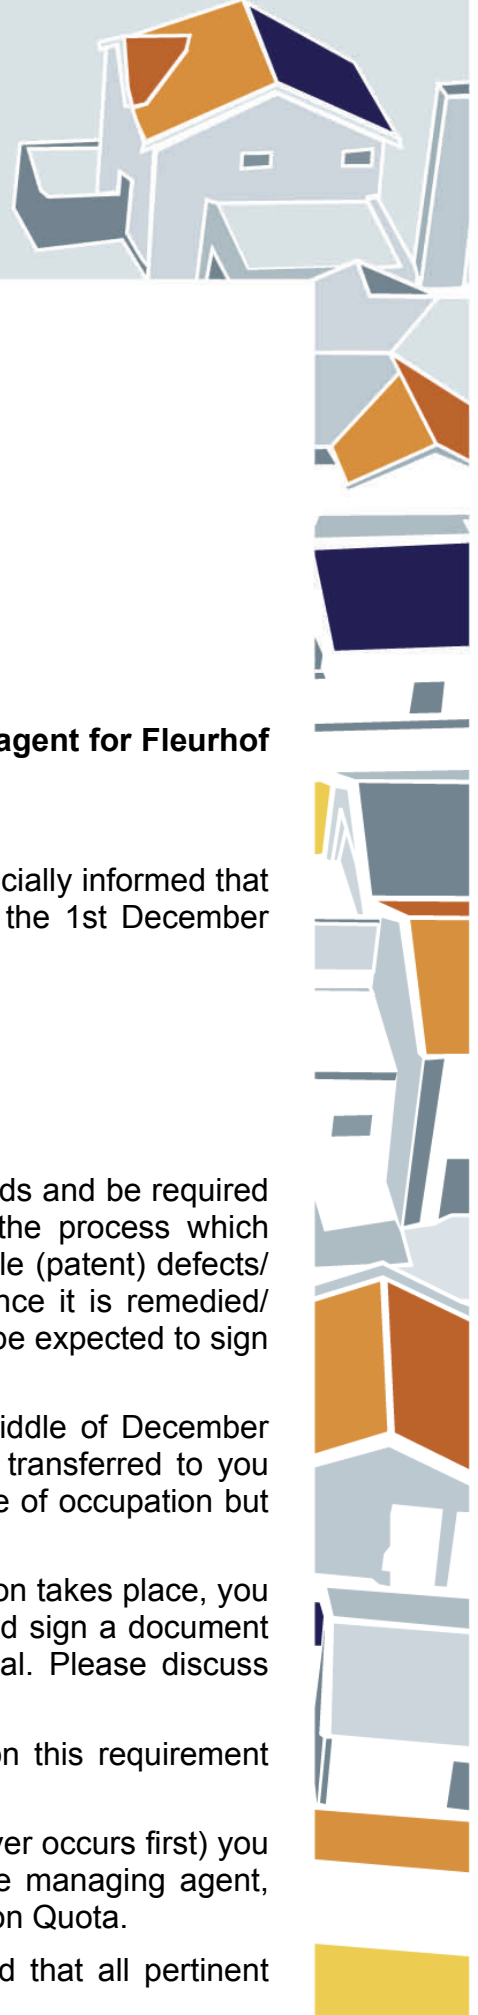 agent for Fleurhof
cially informed that
the 1st December
ds and be required
the process which
le (patent) defects/
nce it is remedied/
be expected to sign
iddle of December
transferred to you
e of occupation but
on takes place, you
d sign a document
al. Please discuss
on this requirement
ver occurs first) you
e managing agent,
on Quota.
d that all pertinent